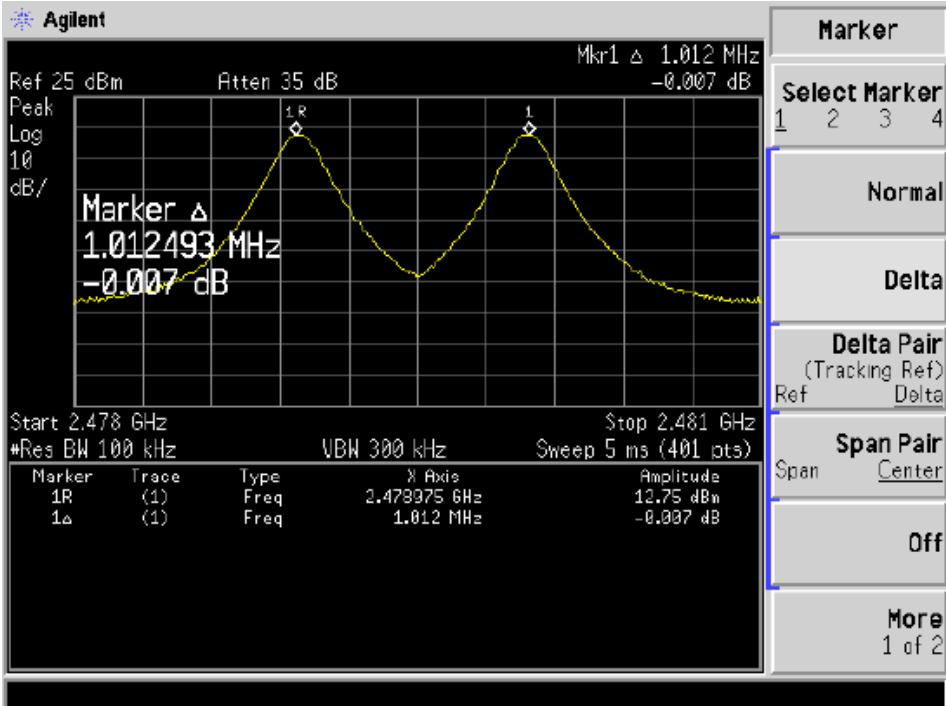 Agilent
Mkr1 Δ 1.012 MHz
Ref 25 dBm Atten 35 dB -0.007 dB
Peak
Log
10
dB/
1R 1
Marker Δ
1.012493 MHz
-0.007 dB
Start 2.478 GHz Stop 2.481 GHz
#Res BW 100 kHz VBW 300 kHz Sweep 5 ms (401 pts)
Marker Trace Type X Axis Amplitude
1R (1) Freq 2.478975 GHz 12.75 dBm
1Δ (1) Freq 1.012 MHz -0.007 dB
Marker
Select Marker
1 2 3 4
Normal
Delta
Delta Pair
(Tracking Ref)
Ref Delta
Span Pair
Span Center
Off
More
1 of 2